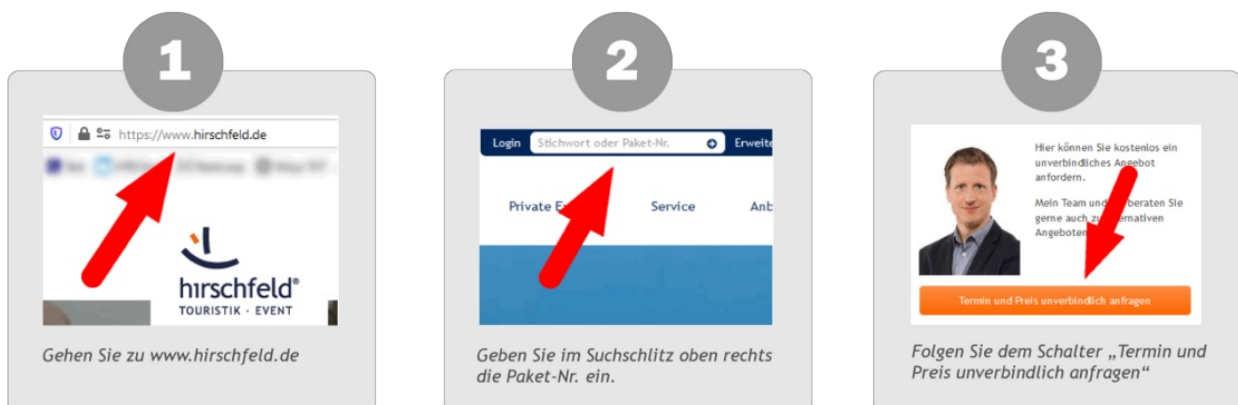 1
https://www.hirschfeld.de
hirschfeld®
TOURISTIK · EVENT
Gehen Sie zu www.hirschfeld.de
2
Login Stichwort oder Paket-Nr. Erweite
Private E
Service
Anb
Geben Sie im Suchschlitz oben rechts
die Paket-Nr. ein.
3
Hier können Sie kostenlos ein
unverbindliches Angebot
anfordern.
Mein Team und beraten Sie
gerne auch zu
Angeboten
Termin und Preis unverbindlich anfragen
Folgen Sie dem Schalter „Termin und
Preis unverbindlich anfragen“